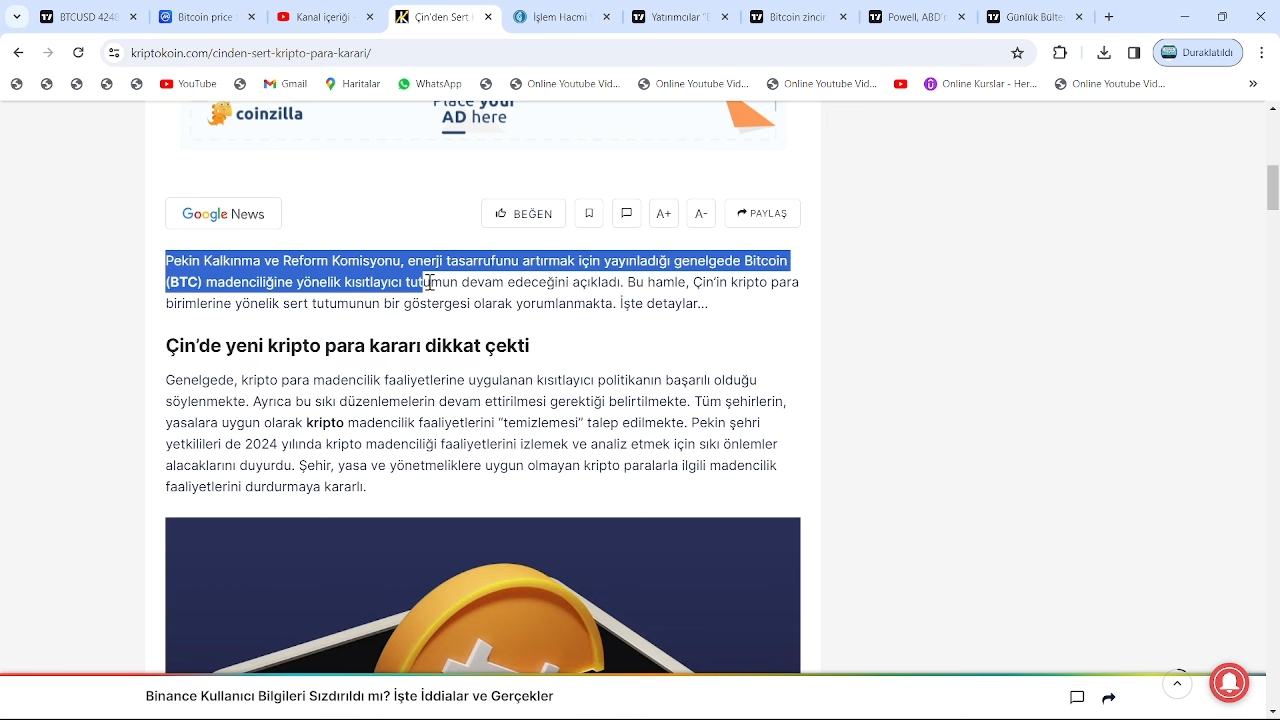 BTCUSD 4248
Bitcoin price
Kanal içeriği -
Çin'den Sert
İşlem Hacmi
Yatırımcılar "E
Bitcoin zincir
Powell, ABD'
Günlük Bülte
kriptokoin.com/cinden-sert-kripto-para-karari/
Duraklatıldı
YouTube
Gmail
Haritalar
WhatsApp
Online Youtube Vid...
Online Youtube Vid...
Online Youtube Vid...
Online Kurslar - Her...
Online Youtube Vid...
coinzilla
Place your
AD here
Google News
BEĞEN
A+
A-
PAYLAŞ
Pekin Kalkınma ve Reform Komisyonu, enerji tasarrufunu artırmak için yayınladığı genelgede Bitcoin
(BTC) madenciliğine yönelik kısıtlayıcı tutumun devam edeceğini açıkladı. Bu hamle, Çin’in kripto para
birimlerine yönelik sert tutumunun bir göstergesi olarak yorumlanmakta. İşte detaylar…
Çin’de yeni kripto para kararı dikkat çekti
Genelgede, kripto para madencilik faaliyetlerine uygulanan kısıtlayıcı politikanın başarılı olduğu
söylenmekte. Ayrıca bu sıkı düzenlemelerin devam ettirilmesi gerektiği belirtilmekte. Tüm şehirlerin,
yasalara uygun olarak kripto madencilik faaliyetlerini “temizlemesi” talep edilmekte. Pekin şehri
yetkilileri de 2024 yılında kripto madenciliği faaliyetlerini izlemek ve analiz etmek için sıkı önlemler
alacaklarını duyurdu. Şehir, yasa ve yönetmeliklere uygun olmayan kripto paralarla ilgili madencilik
faaliyetlerini durdurmaya kararlı.
Binance Kullanıcı Bilgileri Sızdırıldı mı? İşte İddialar ve Gerçekler